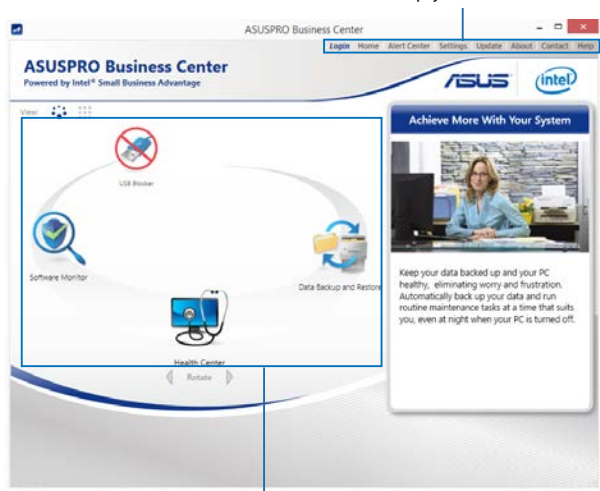 ASUSPRO Business Center
Login Home Alert Center Settings Update About Contact Help
ASUSPRO Business Center
Powered by Intel® Small Business Advantage
ASUS
intel
View:
Achieve More With Your System
USB Blocker
Software Monitor
Data Backup and Restore
Health Center
Rotate
Keep your data backed up and your PC
healthy, eliminating worry and frustration.
Automatically back up your data and run
routine maintenance tasks at a time that suits
you, even at night when your PC is turned off.